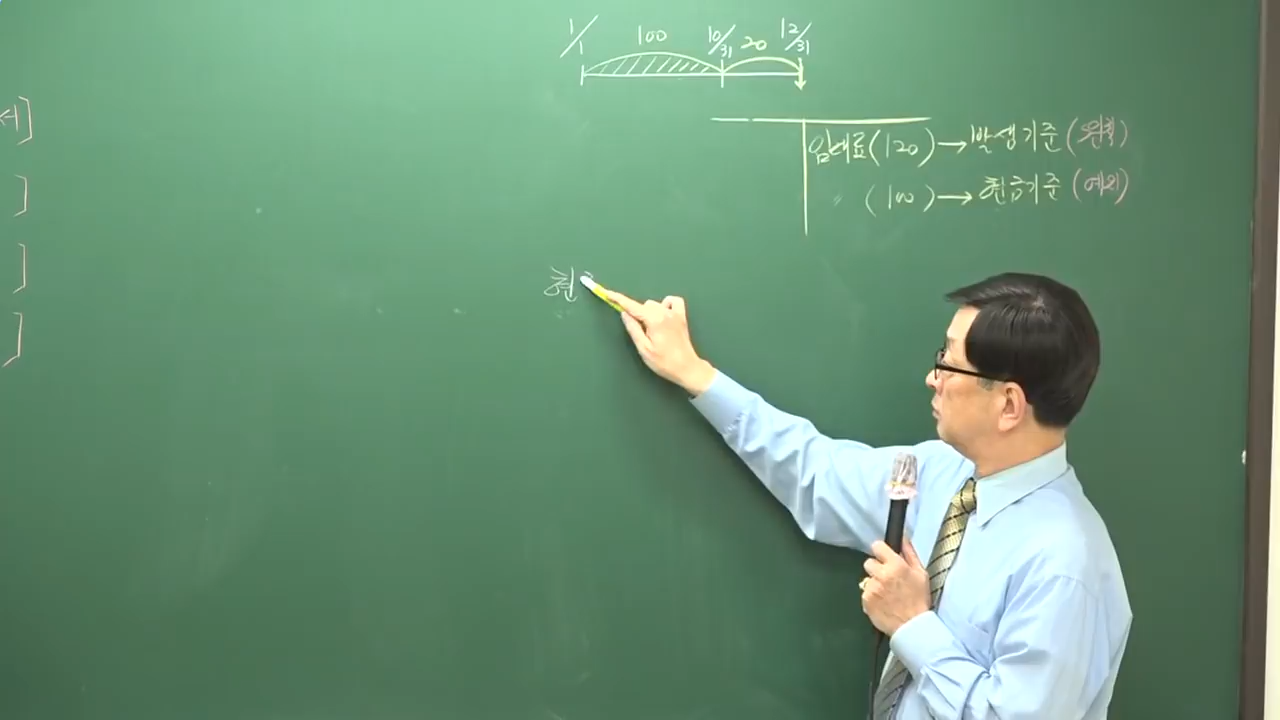 1/1 100 10/31 20 12/31
임대료(120)→발생기준(원칙)
〃 (100)→현금기준(예외)
서]
]
]
]
현